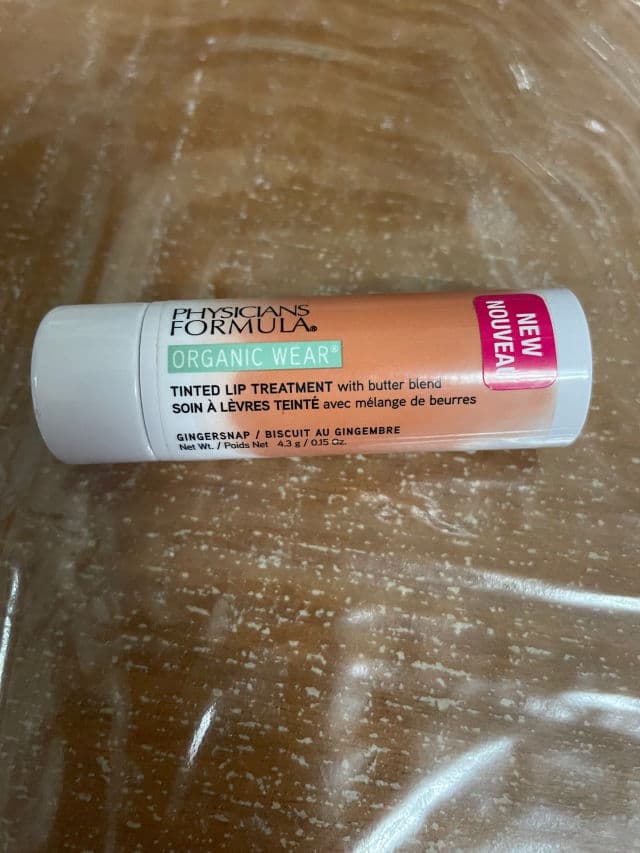 PHYSICIANS
FORMULA®
ORGANIC WEAR®
TINTED LIP TREATMENT with butter blend
SOIN À LÈVRES TEINTÉ avec mélange de beurres
GINGERSNAP / BISCUIT AU GINGEMBRE
Net Wt. / Poids Net 4.3 g / 0.15 Oz.
NEW
NOUVEA